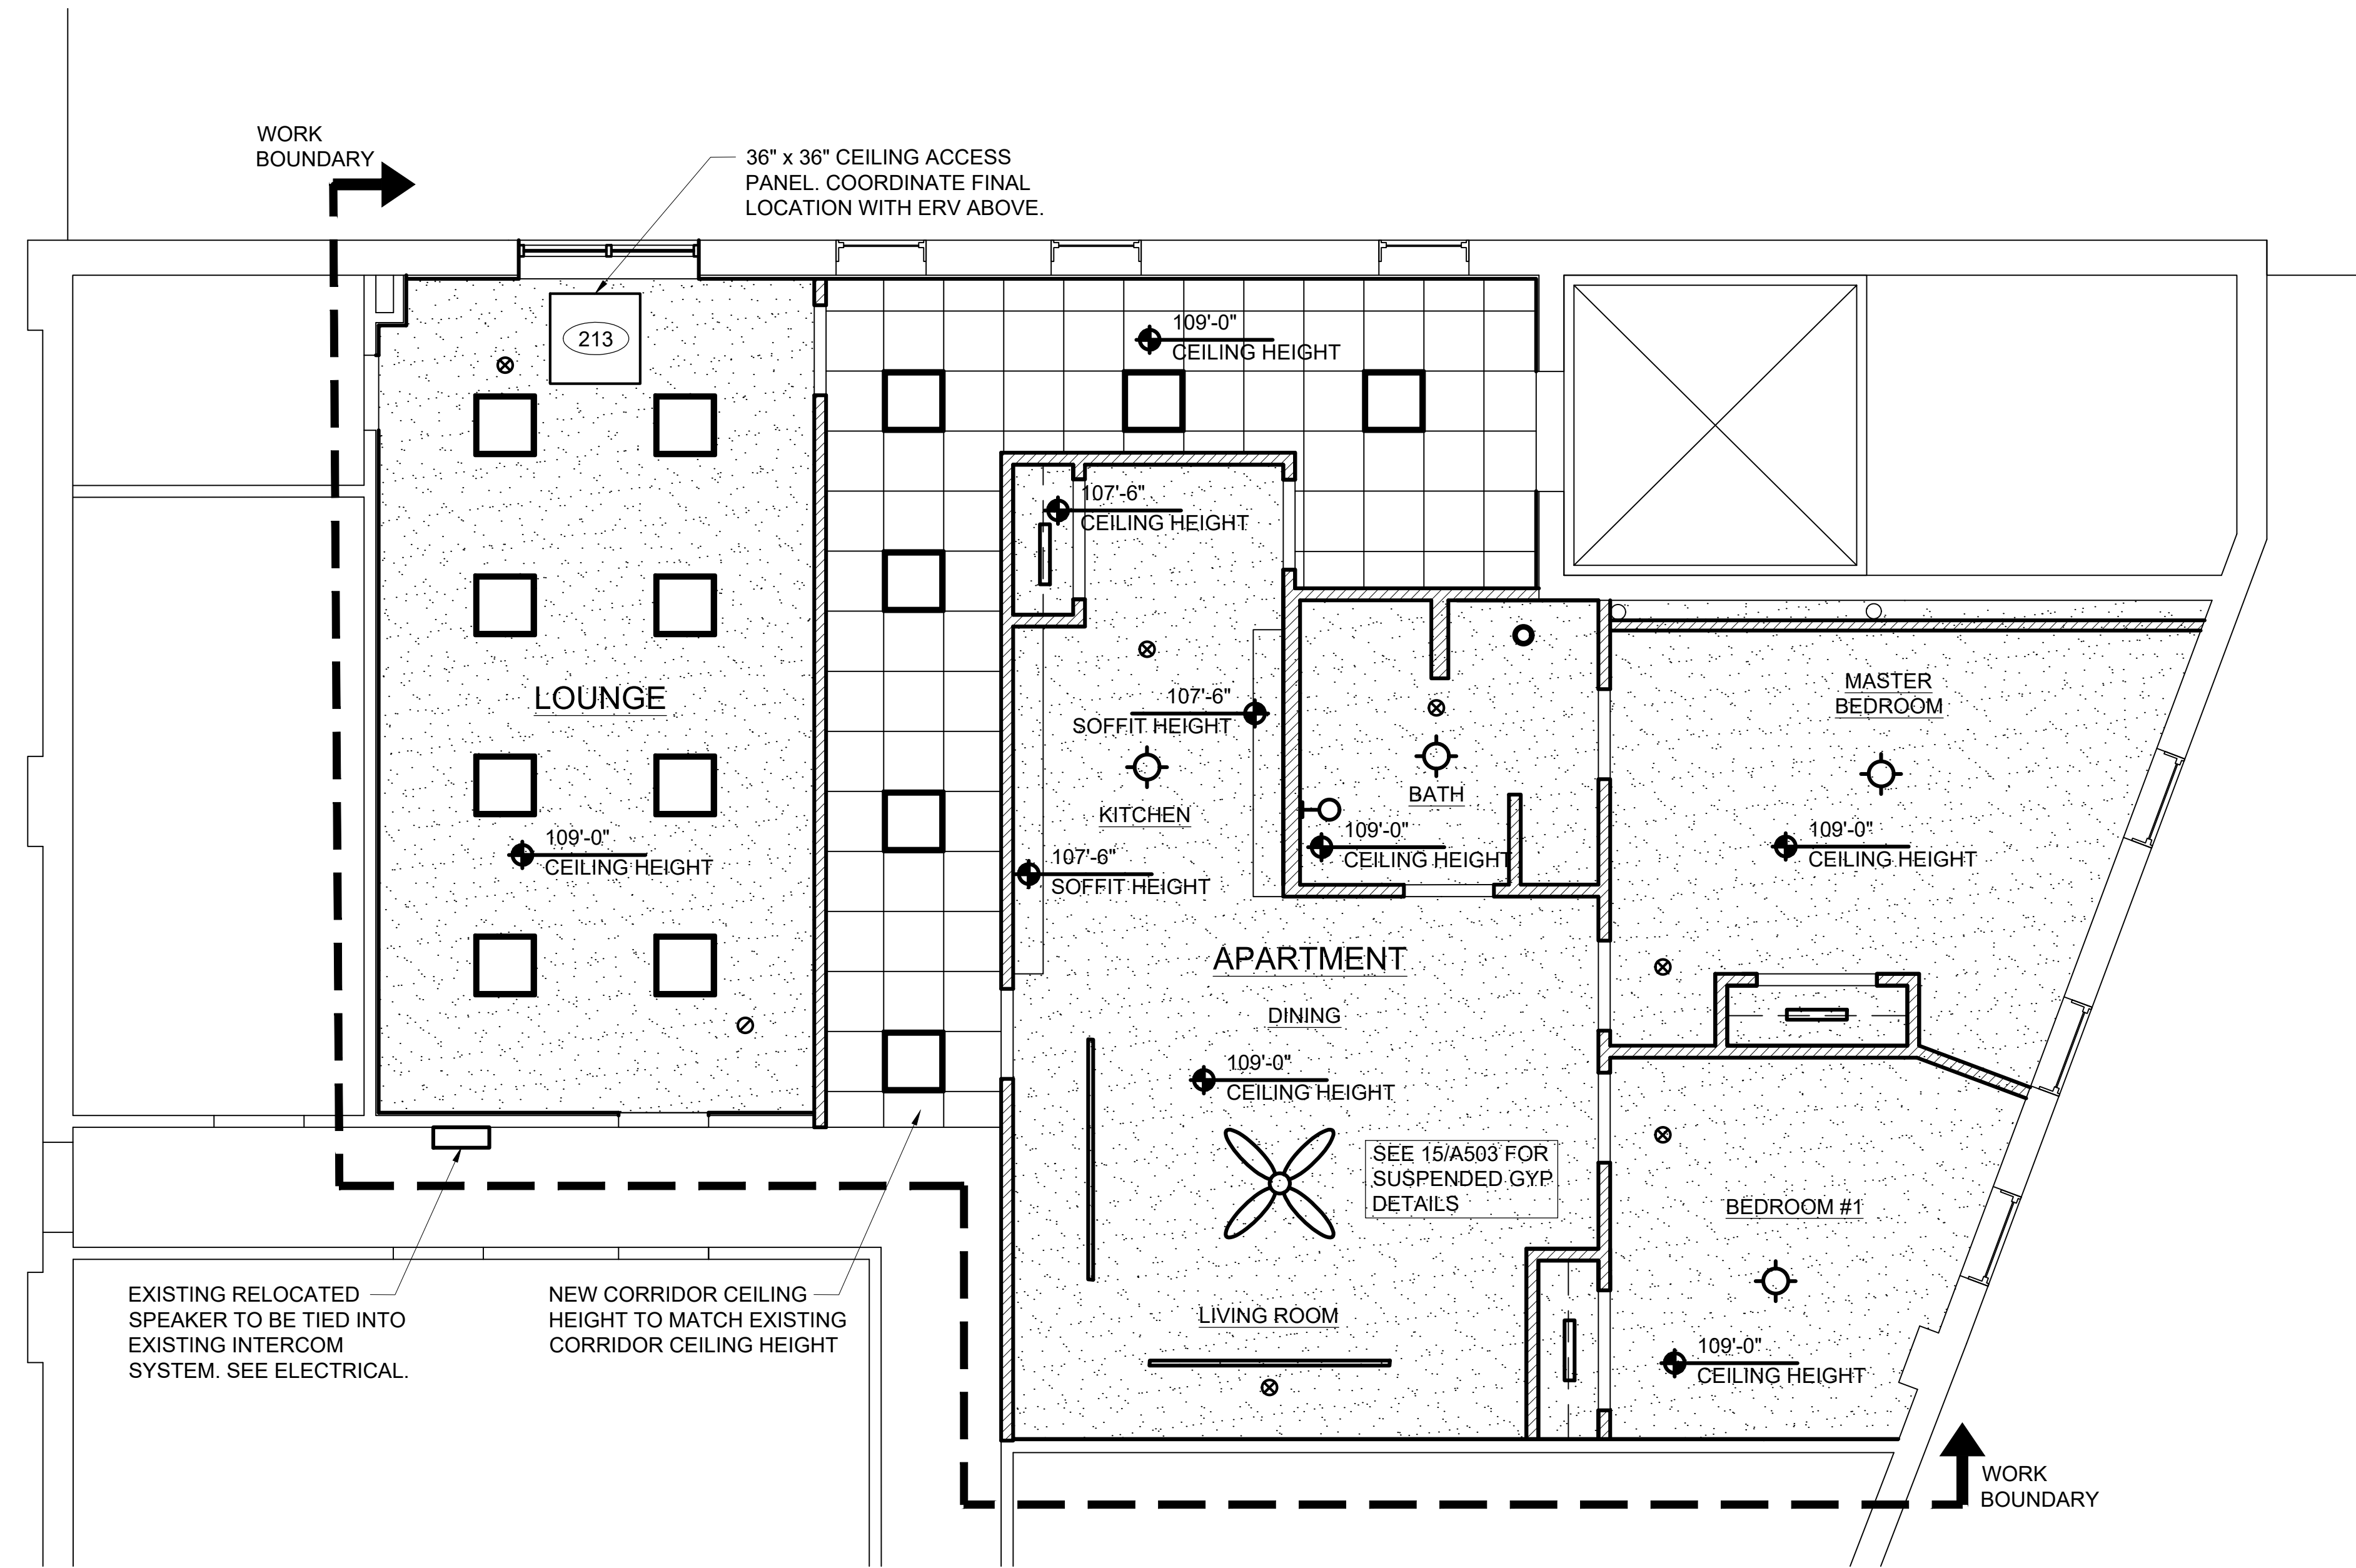 WORK
BOUNDARY
36" x 36" CEILING ACCESS
PANEL. COORDINATE FINAL
LOCATION WITH ERV ABOVE.
213
109'-0"
CEILING HEIGHT
107'-6"
CEILING HEIGHT
LOUNGE
107'-6"
SOFFIT HEIGHT
MASTER
BEDROOM
KITCHEN
BATH
109'-0"
CEILING HEIGHT
107'-6"
SOFFIT HEIGHT
109'-0"
CEILING HEIGHT
109'-0"
CEILING HEIGHT
APARTMENT
DINING
109'-0"
CEILING HEIGHT
SEE 15/A503 FOR
SUSPENDED GYP
DETAILS
BEDROOM #1
EXISTING RELOCATED
SPEAKER TO BE TIED INTO
EXISTING INTERCOM
SYSTEM. SEE ELECTRICAL.
NEW CORRIDOR CEILING
HEIGHT TO MATCH EXISTING
CORRIDOR CEILING HEIGHT
LIVING ROOM
109'-0"
CEILING HEIGHT
WORK
BOUNDARY